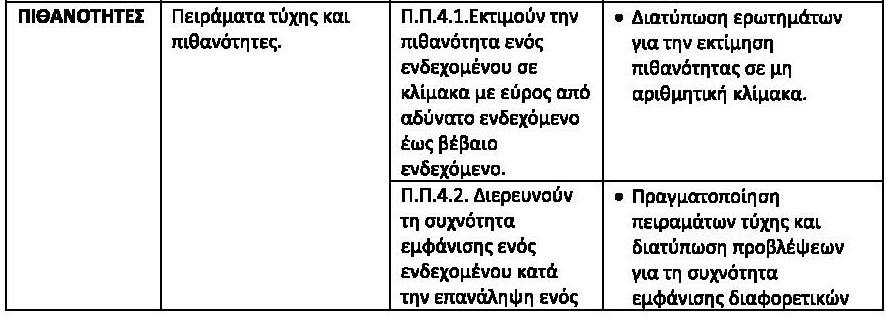 ΠΙΘΑΝΟΤΗΤΕΣ
Πειράματα τύχης και
πιθανότητες.
Π.Π.4.1.Εκτιμούν την
πιθανότητα ενός
ενδεχομένου σε
κλίμακα με εύρος από
αδύνατο ενδεχόμενο
έως βέβαιο
ενδεχόμενο.
• Διατύπωση ερωτημάτων
για την εκτίμηση
πιθανότητας σε μη
αριθμητική κλίμακα.
Π.Π.4.2. Διερευνούν
τη συχνότητα
εμφάνισης ενός
ενδεχομένου κατά
την επανάληψη ενός
• Πραγματοποίηση
πειραμάτων τύχης και
διατύπωση προβλέψεων
για τη συχνότητα
εμφάνισης διαφορετικών